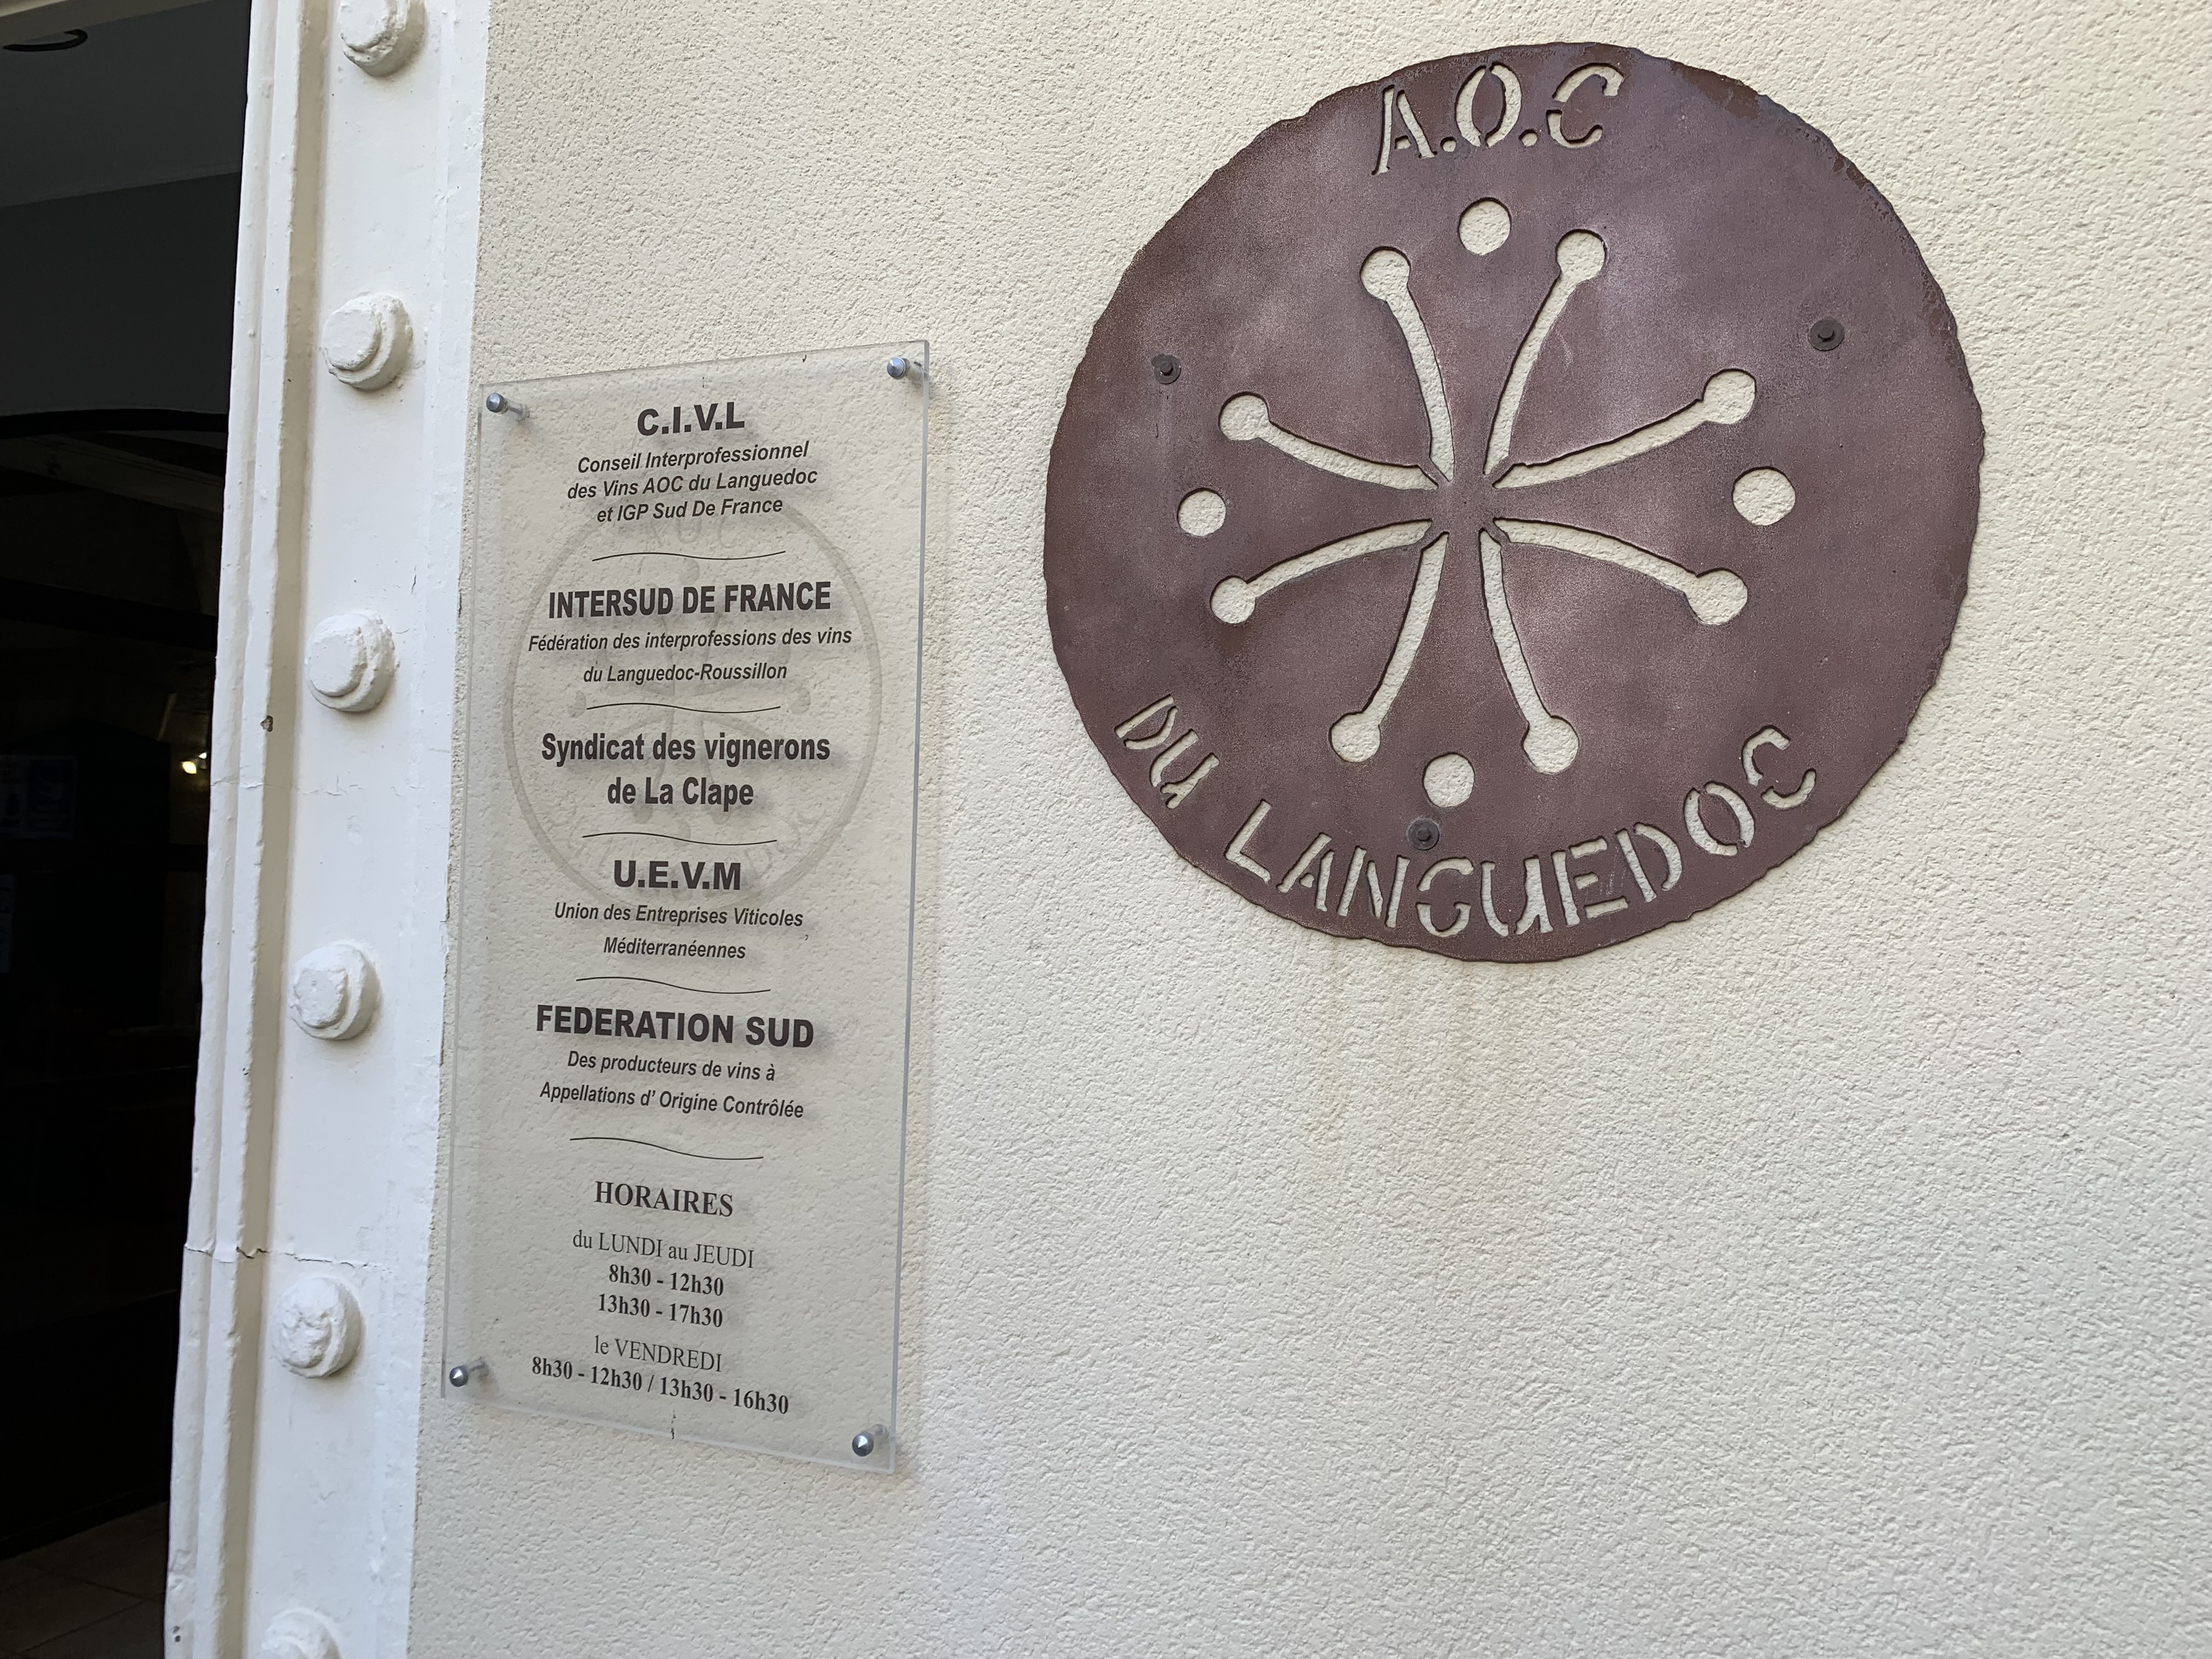 C.I.V.L
Conseil Interprofessionnel
des Vins AOC du Languedoc
et IGP Sud De France
INTERSUD DE FRANCE
Fédération des interprofessions des vins
du Languedoc-Roussillon
Syndicat des vignerons
de La Clape
U.E.V.M
Union des Entreprises Viticoles
Méditerranéennes
FEDERATION SUD
Des producteurs de vins à
Appellations d' Origine Contrôlée
HORAIRES
du LUNDI au JEUDI
8h30 - 12h30
13h30 - 17h30
le VENDREDI
8h30 - 12h30 / 13h30 - 16h30
A.O.C
DU LANGUEDOC